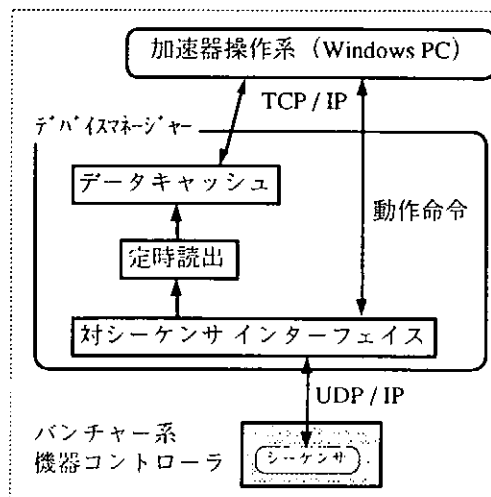 加速器操作系（Windows PC）
TCP / IP
デバイスマネージャー
データキャッシュ
動作命令
定時読出
対シーケンサ インターフェイス
UDP / IP
バンチャー系
機器コントローラ
シーケンサ